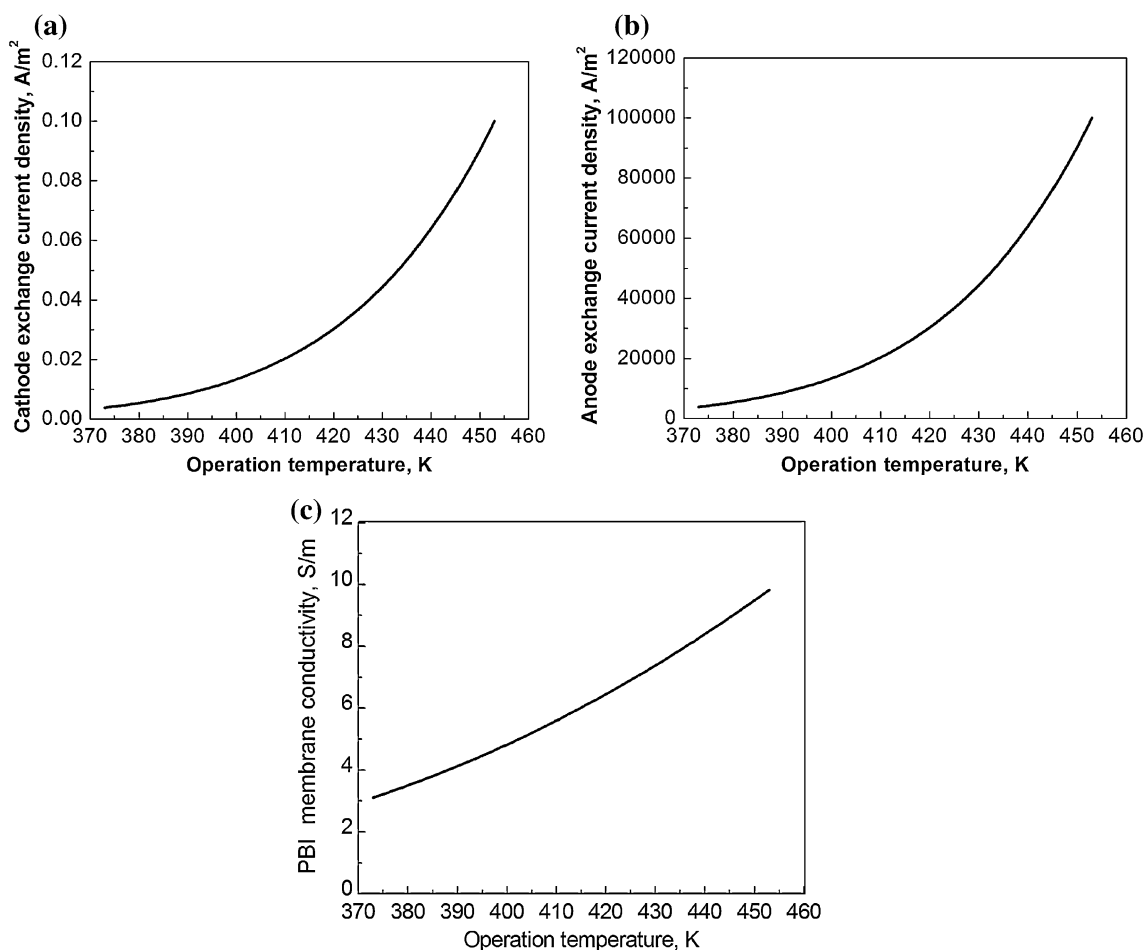 (a)
Cathode exchange current density, A/m²
0.12
0.10
0.08
0.06
0.04
0.02
0.00
370 380 390 400 410 420 430 440 450 460
Operation temperature, K
(b)
Anode exchange current density, A/m²
120000
100000
80000
60000
40000
20000
0
370 380 390 400 410 420 430 440 450 460
Operation temperature, K
(c)
PBI membrane conductivity, S/m
12
10
8
6
4
2
0
370 380 390 400 410 420 430 440 450 460
Operation temperature, K